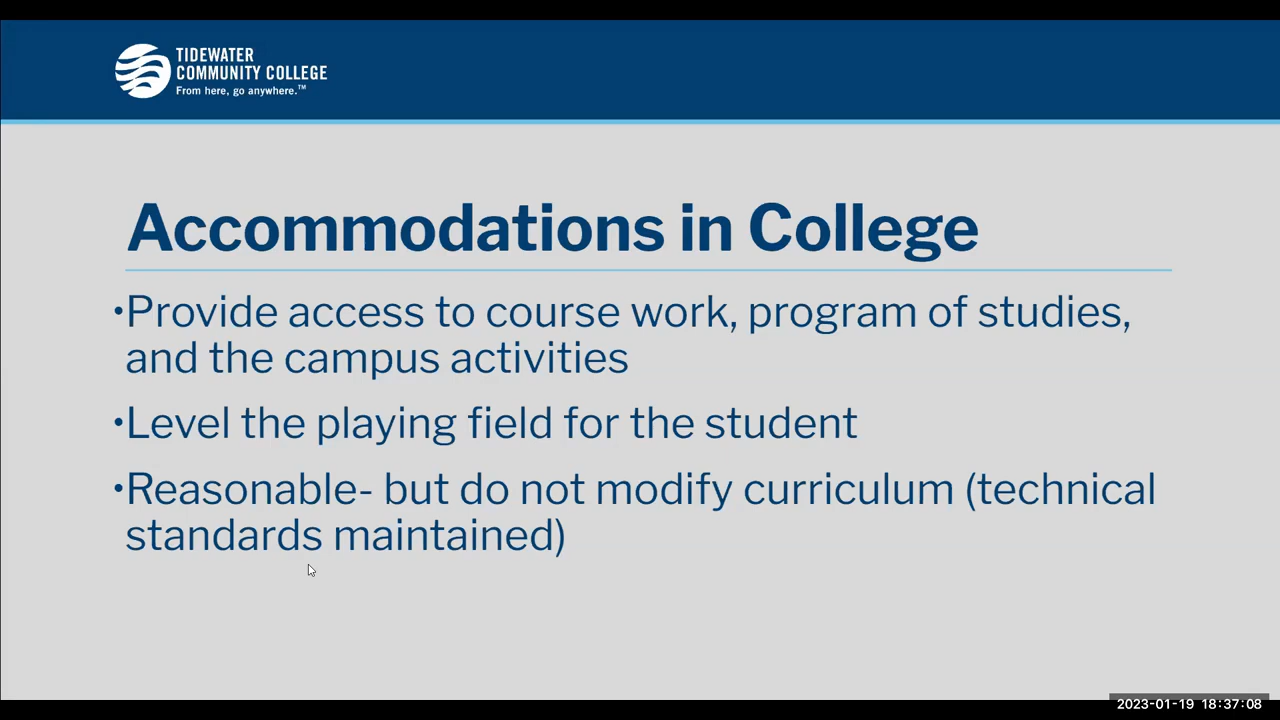 TIDEWATER
COMMUNITY COLLEGE
From here, go anywhere.™
Accommodations in College
•Provide access to course work, program of studies,
and the campus activities
•Level the playing field for the student
•Reasonable- but do not modify curriculum (technical
standards maintained)
2023-01-19 18:37:08